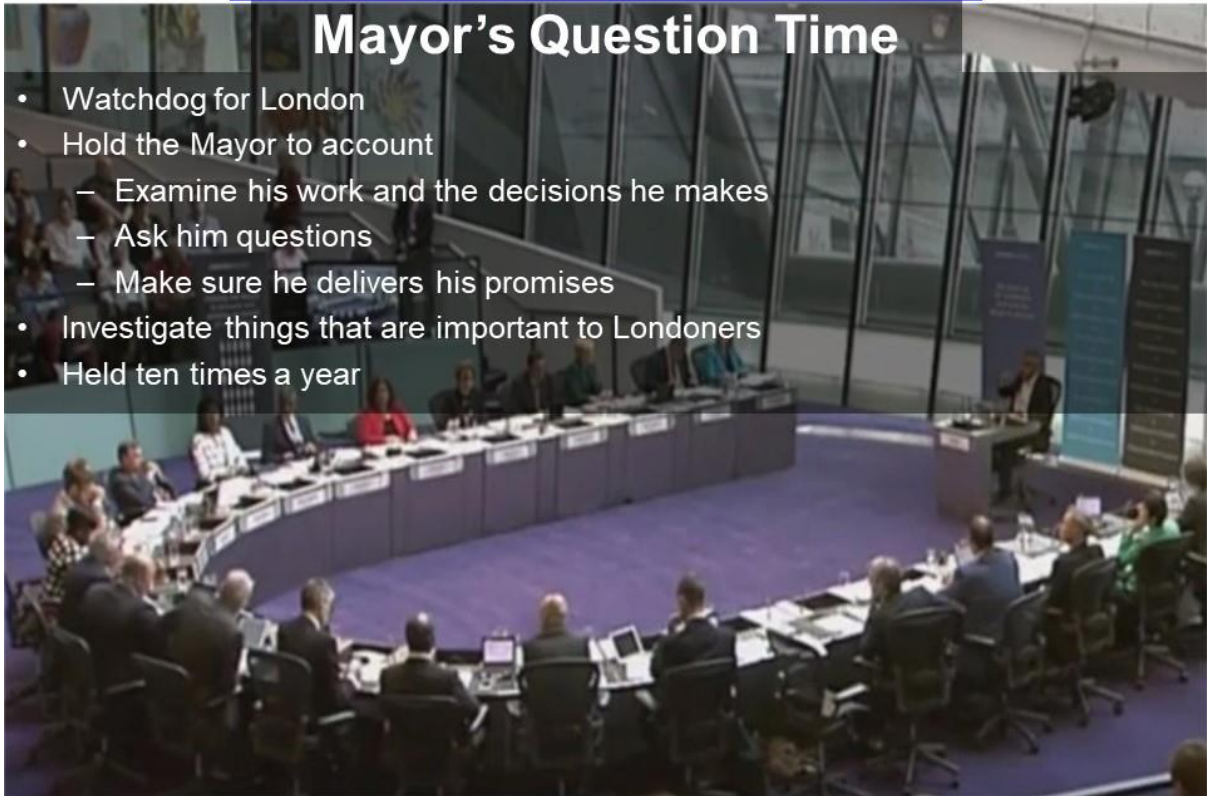 Mayor's Question Time
• Watchdog for London
• Hold the Mayor to account
– Examine his work and the decisions he makes
– Ask him questions
– Make sure he delivers his promises
• Investigate things that are important to Londoners
• Held ten times a year